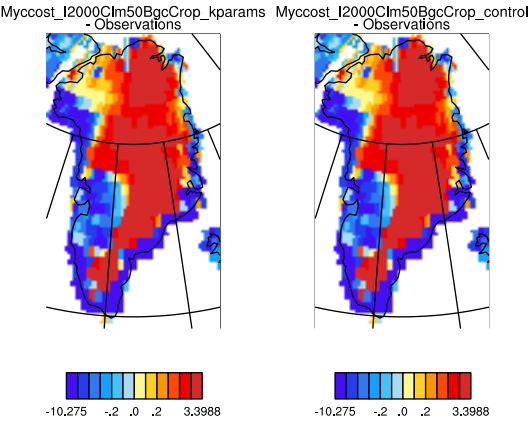 Myccost_I2000Clm50BgcCrop_kparams
- Observations
Myccost_I2000Clm50BgcCrop_control
- Observations
-10.275 -.2 .0 .2 3.3988
-10.275 -.2 .0 .2 3.3988